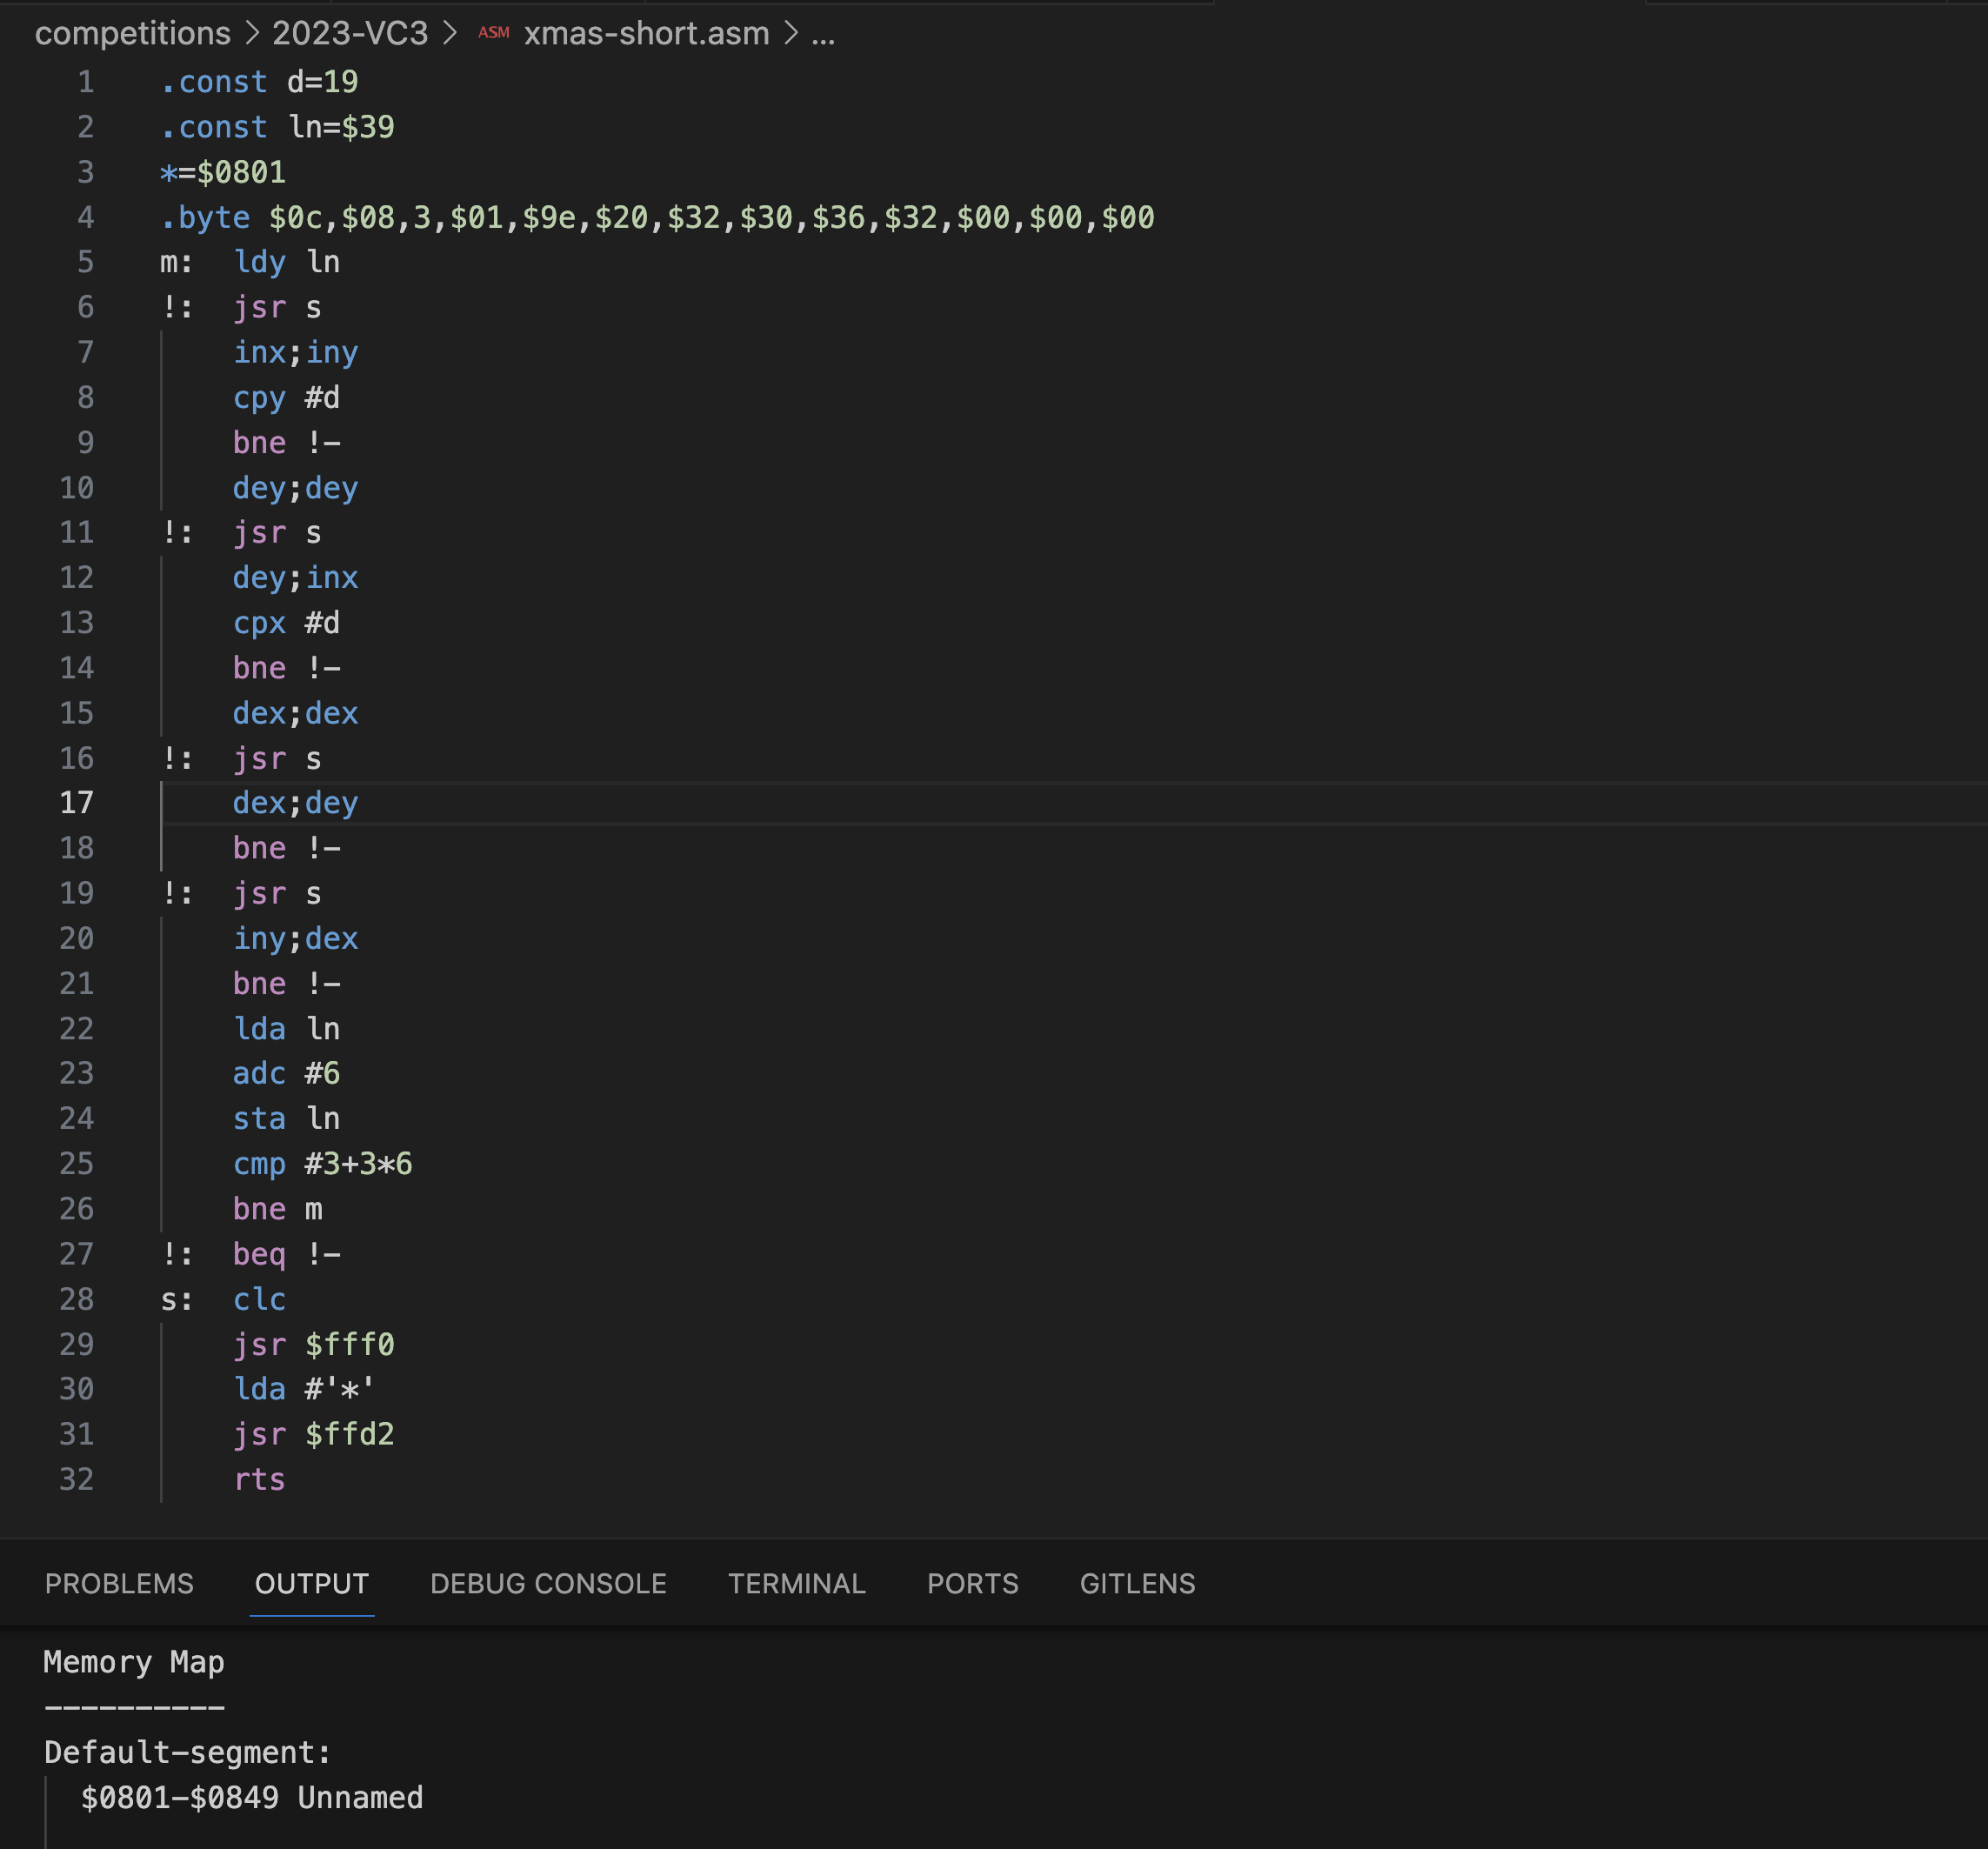 competitions > 2023-VC3 > ASM xmas-short.asm > ...
1 .const d=19
2 .const ln=$39
3 *=$0801
4 .byte $0c,$08,3,$01,$9e,$20,$32,$30,$36,$32,$00,$00,$00
5 m: ldy ln
6 !: jsr s
7 inx;iny
8 cpy #d
9 bne !-
10 dey;dey
11 !: jsr s
12 dey;inx
13 cpx #d
14 bne !-
15 dex;dex
16 !: jsr s
17 dex;dey
18 bne !-
19 !: jsr s
20 iny;dex
21 bne !-
22 lda ln
23 adc #6
24 sta ln
25 cmp #3+3*6
26 bne m
27 !: beq !-
28 s: clc
29 jsr $fff0
30 lda #'*'
31 jsr $ffd2
32 rts
PROBLEMS OUTPUT DEBUG CONSOLE TERMINAL PORTS GITLENS
Memory Map
----------
Default-segment:
$0801-$0849 Unnamed